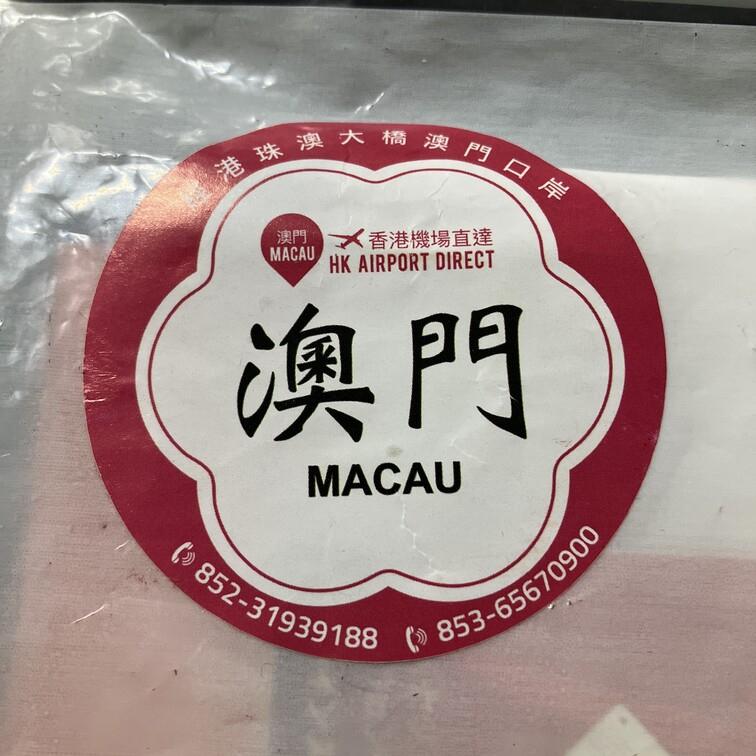 港珠澳大橋澳門口岸
澳門
MACAU
香港機場直達
HK AIRPORT DIRECT
澳門
MACAU
852-31939188
853-65670900